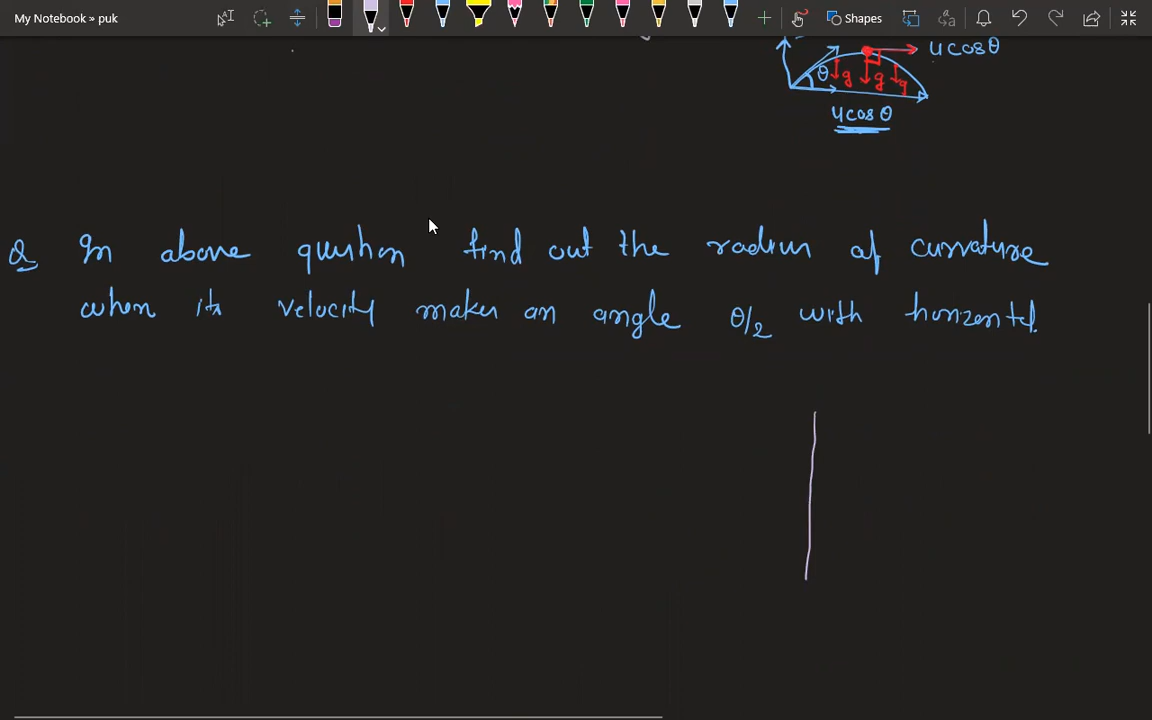 My Notebook » puk
Shapes
u cos θ
θ g g g
u cos θ
Q In above question find out the radius of curvature
when its velocity makes an angle θ/2 with horizontal.